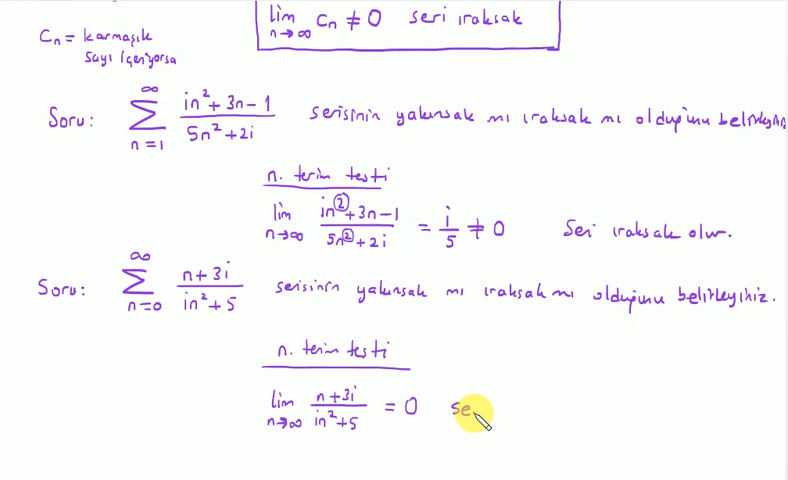 lim n→∞ Cn ≠ 0 seri ıraksak
Cn = karmaşık
sayı içeriyorsa
Soru: ∑_{n=1}^{∞} (in²+3n-1)/(5n²+2i) serisinin yakınsak mı ıraksak mı olduğunu belirleyiniz
n. terim testi
lim n→∞ (in²+3n-1)/(5n²+2i) = i/5 ≠ 0 Seri ıraksak olur.
Soru: ∑_{n=0}^{∞} (n+3i)/(in²+5) serisinin yakınsak mı ıraksak mı olduğunu belirleyiniz.
n. terim testi
lim n→∞ (n+3i)/(in²+5) = 0 se